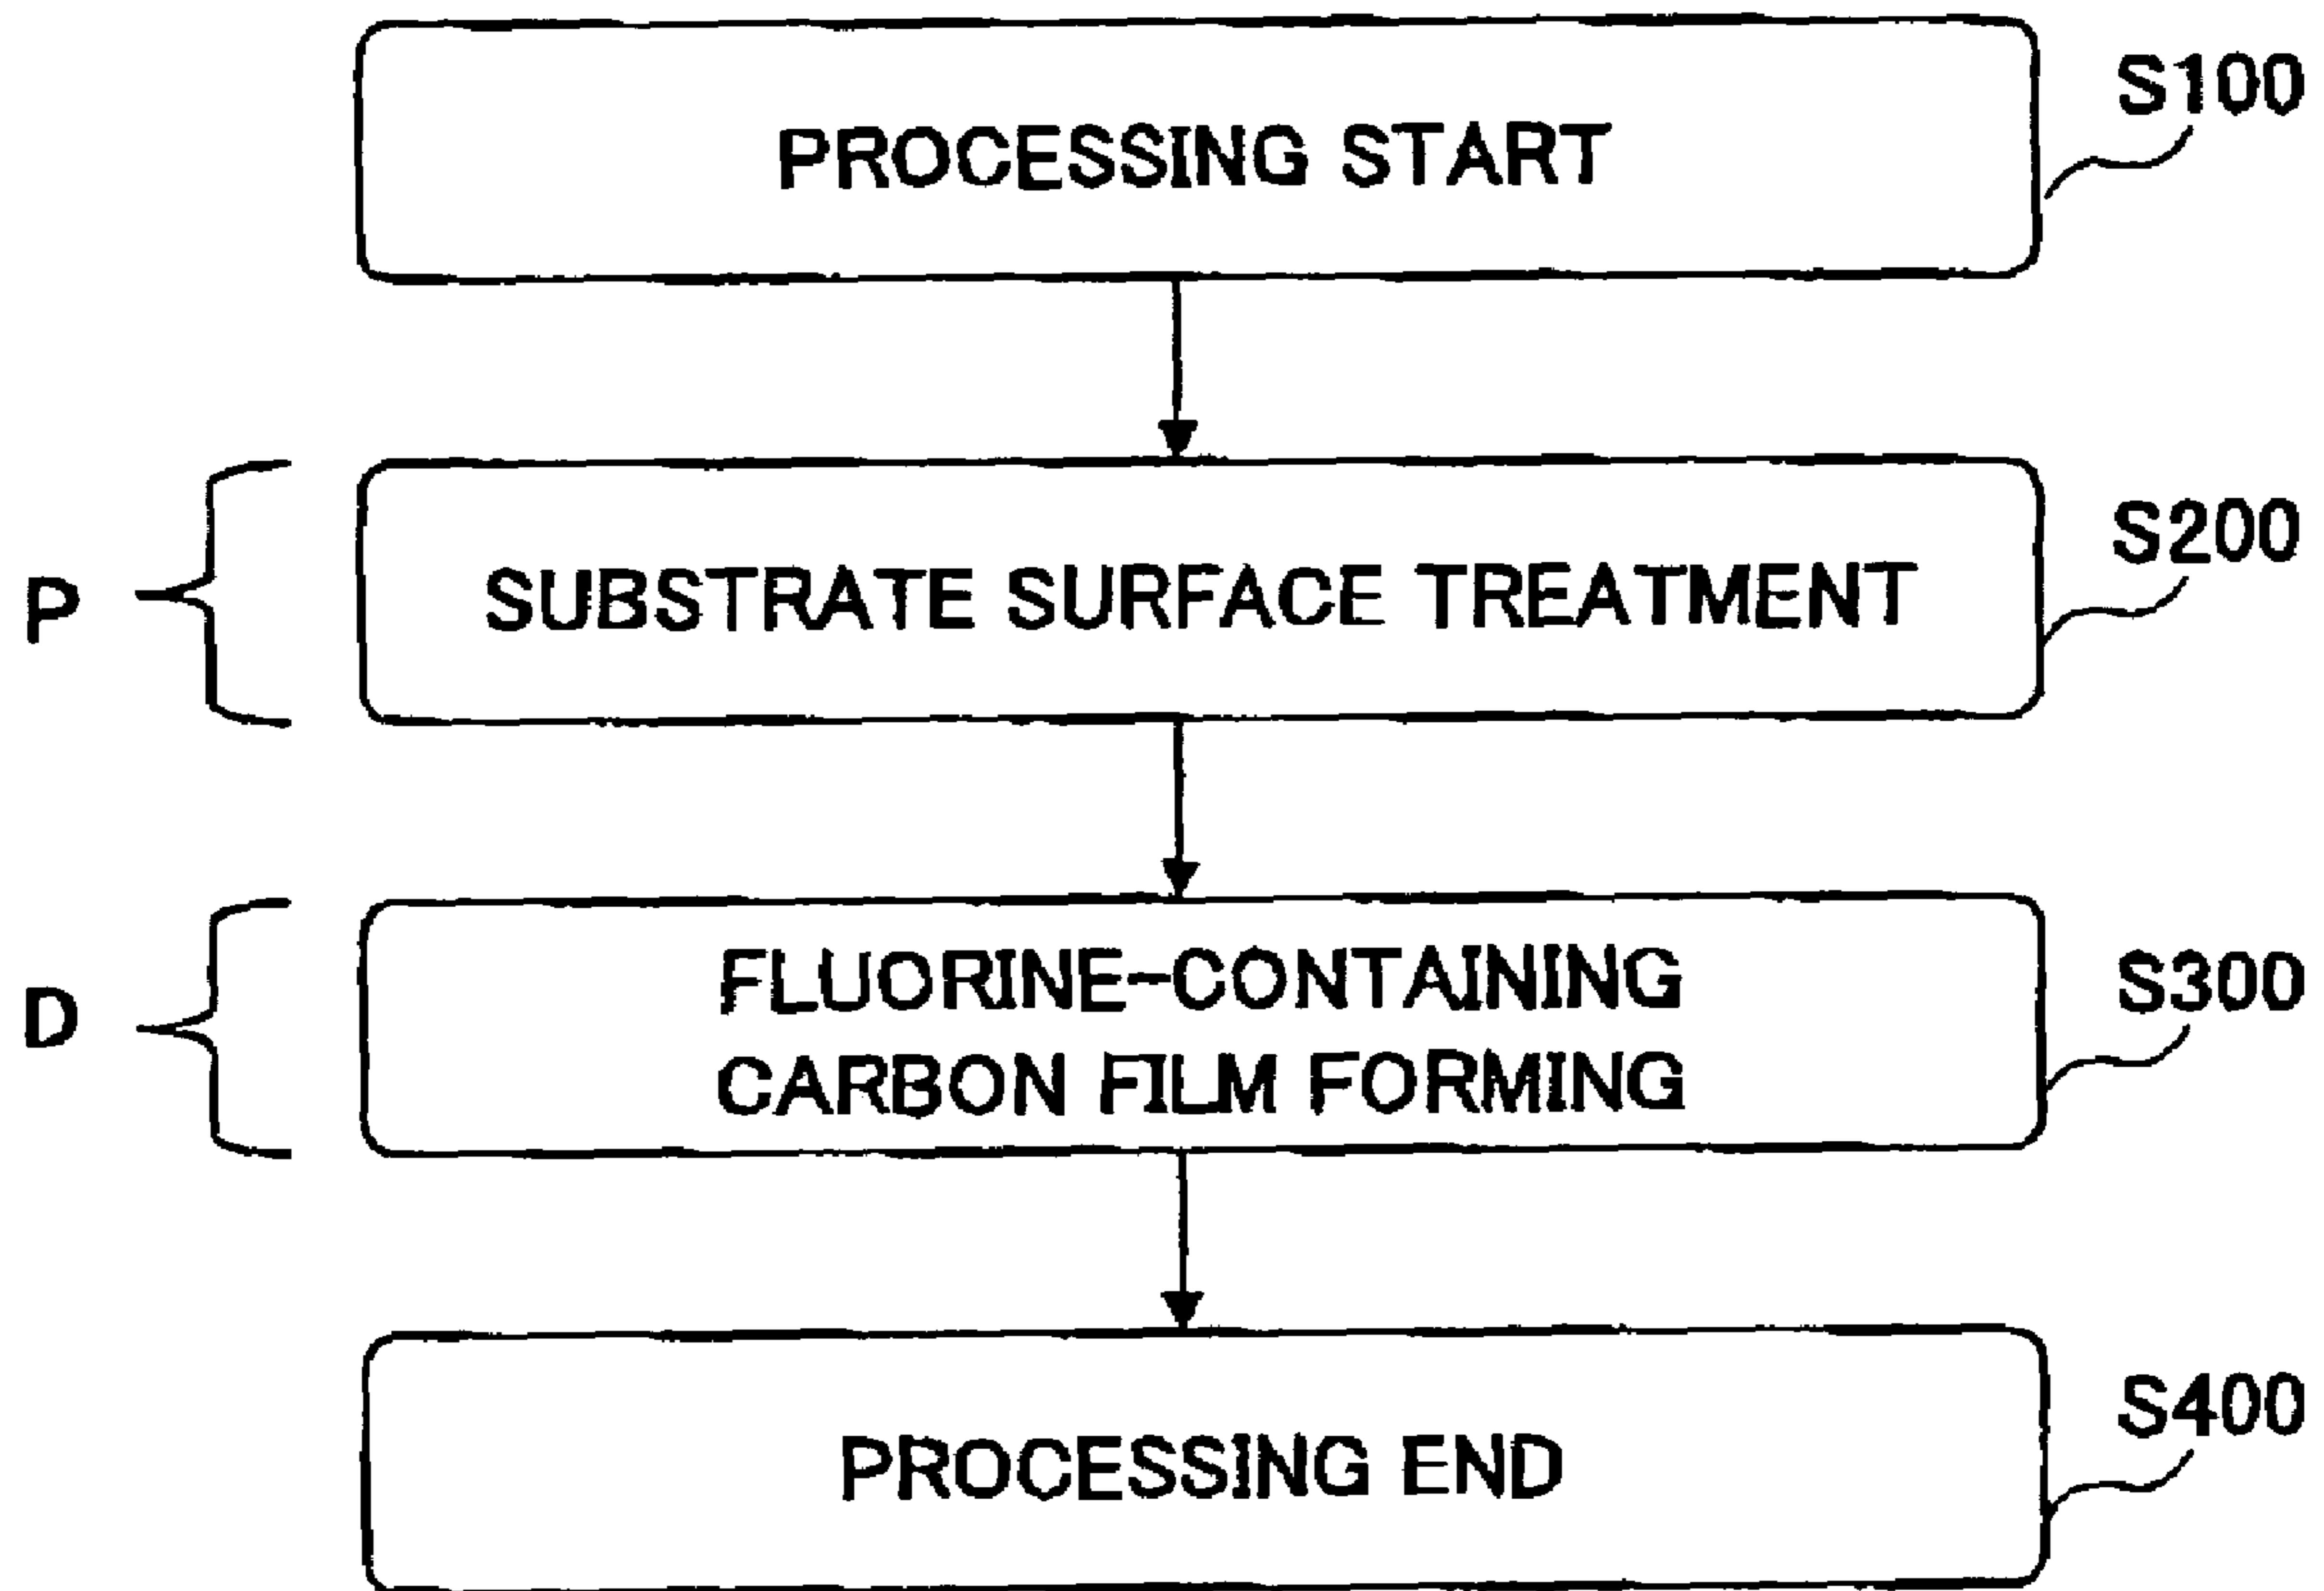 PROCESSING START
S100
P
SUBSTRATE SURFACE TREATMENT
S200
D
FLUORINE-CONTAINING
CARBON FILM FORMING
S300
PROCESSING END
S400